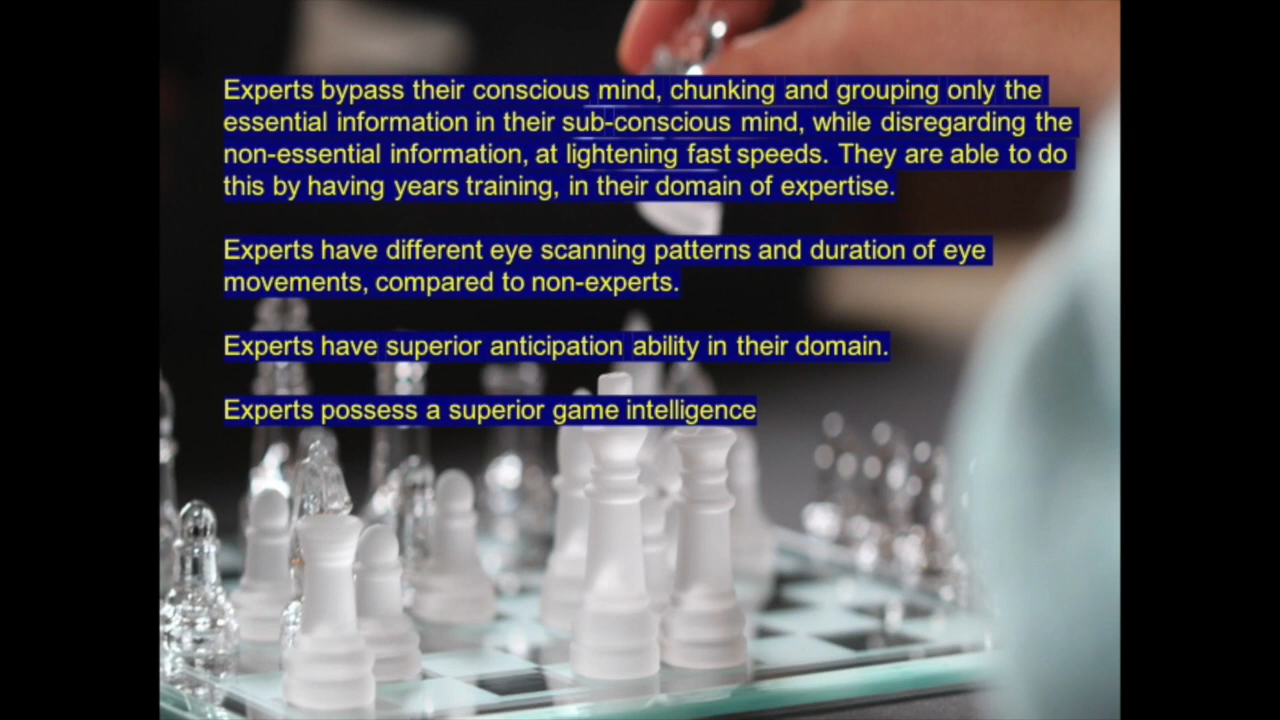 Experts bypass their conscious mind, chunking and grouping only the
essential information in their sub-conscious mind, while disregarding the
non-essential information, at lightening fast speeds. They are able to do
this by having years training, in their domain of expertise.
Experts have different eye scanning patterns and duration of eye
movements, compared to non-experts.
Experts have superior anticipation ability in their domain.
Experts possess a superior game intelligence